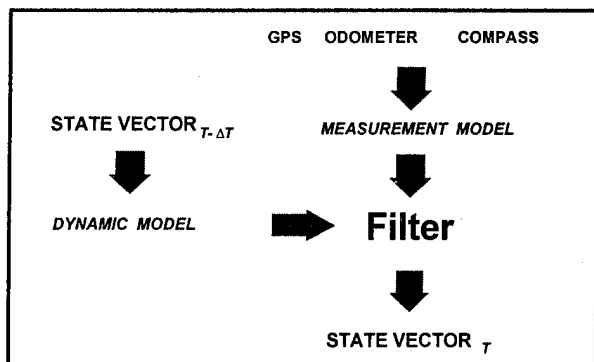 GPS ODOMETER COMPASS
STATE VECTOR T- ΔT
MEASUREMENT MODEL
DYNAMIC MODEL
Filter
STATE VECTOR T